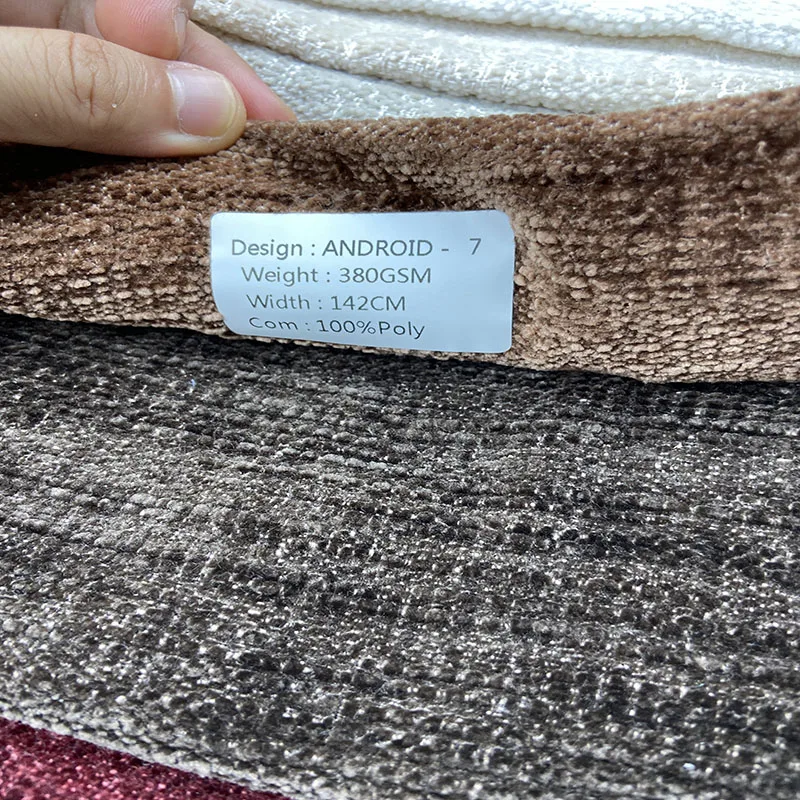 Design : ANDROID - 7
Weight : 380GSM
Width : 142CM
Com : 100%Poly